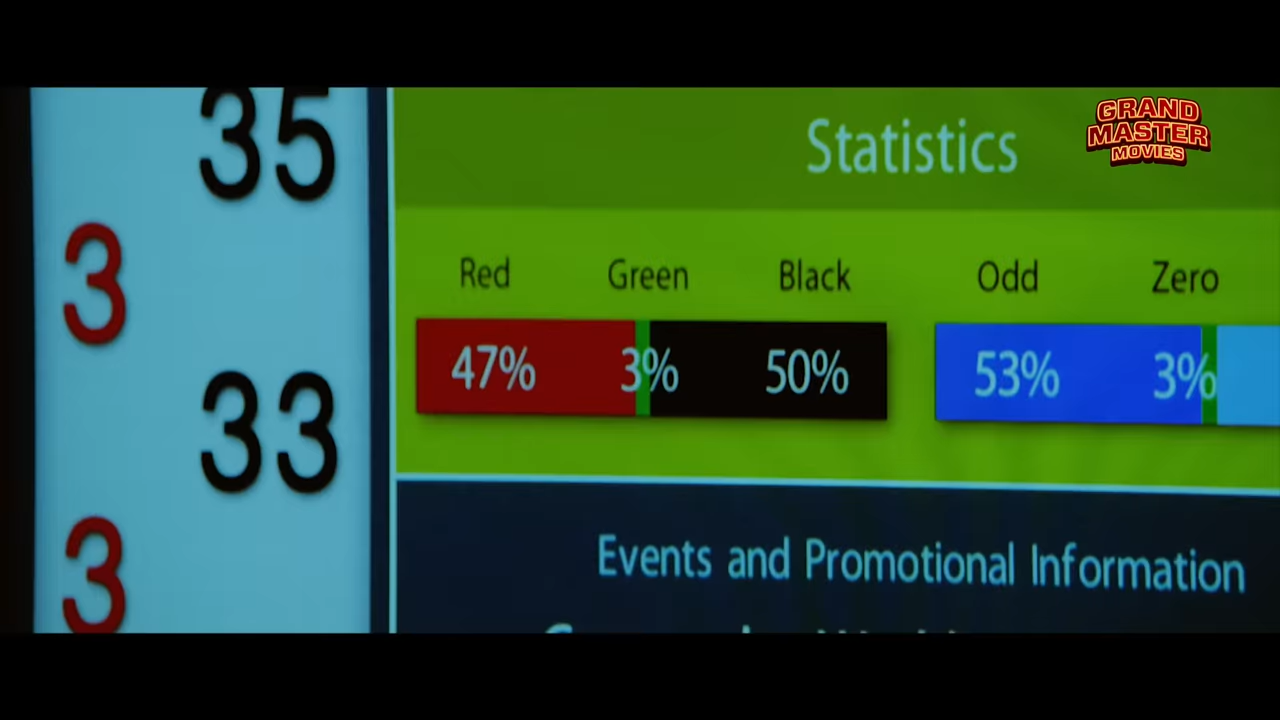 35
3
33
3
GRAND
MASTER
MOVIES
Statistics
Red Green Black Odd Zero
47% 3% 50% 53% 3%
Events and Promotional Information